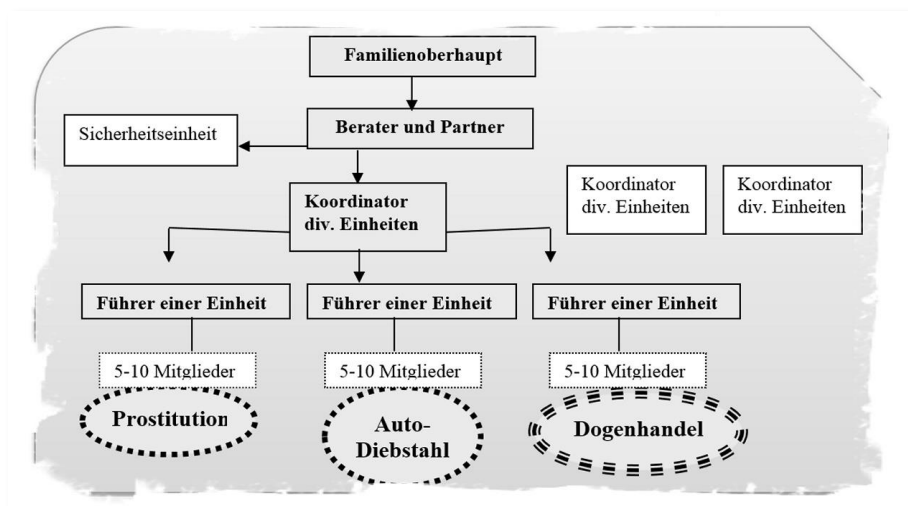 Familienoberhaupt
Berater und Partner
Sicherheitseinheit
Koordinator
div. Einheiten
Koordinator
div. Einheiten
Koordinator
div. Einheiten
Führer einer Einheit
Führer einer Einheit
Führer einer Einheit
5-10 Mitglieder
5-10 Mitglieder
5-10 Mitglieder
Prostitution
Auto-
Diebstahl
Dogenhandel